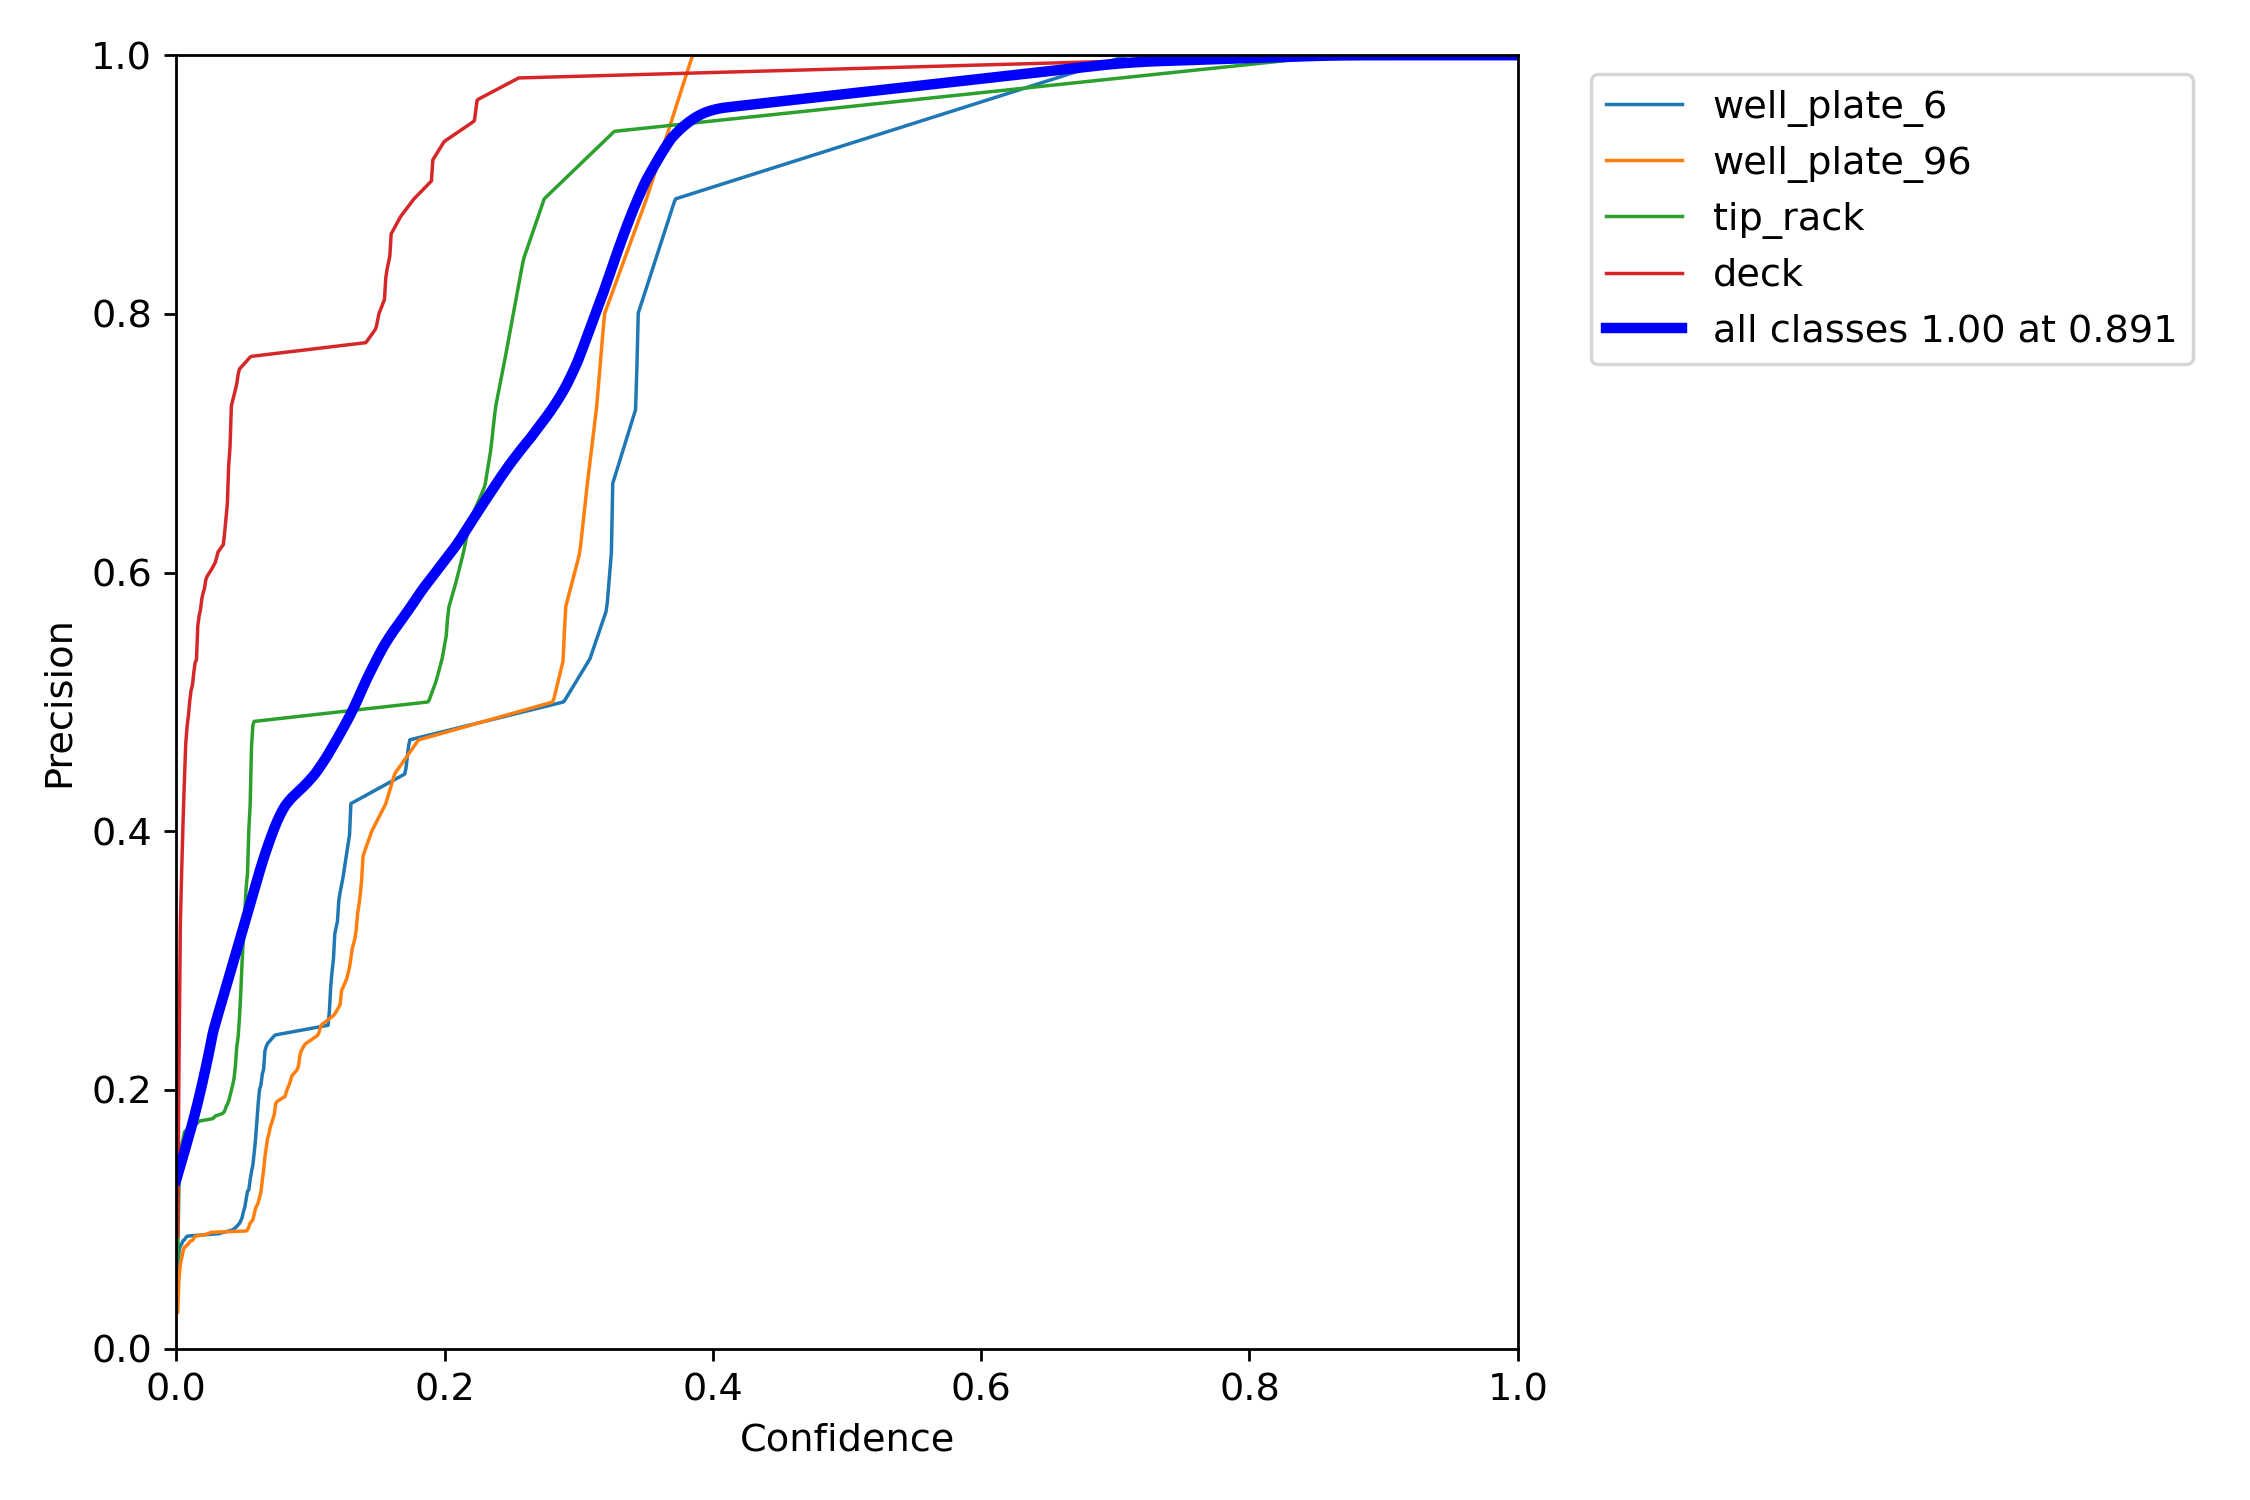 1.0
0.8
0.6
0.4
0.2
0.0
Precision
0.0 0.2 0.4 0.6 0.8 1.0
Confidence
well_plate_6
well_plate_96
tip_rack
deck
all classes 1.00 at 0.891